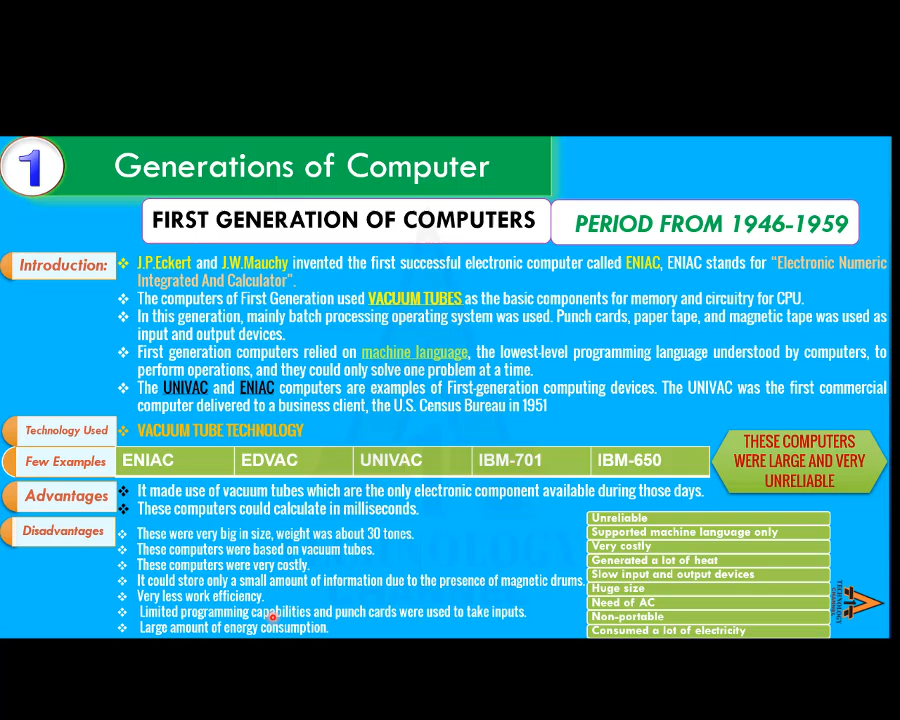 1
Generations of Computer
FIRST GENERATION OF COMPUTERS
PERIOD FROM 1946-1959
Introduction:
❖ J.P.Eckert and J.W.Mauchy invented the first successful electronic computer called ENIAC, ENIAC stands for “Electronic Numeric
Integrated And Calculator”.
❖ The computers of First Generation used VACUUM TUBES as the basic components for memory and circuitry for CPU.
❖ In this generation, mainly batch processing operating system was used. Punch cards, paper tape, and magnetic tape was used as
input and output devices.
❖ First generation computers relied on machine language, the lowest-level programming language understood by computers, to
perform operations, and they could only solve one problem at a time.
❖ The UNIVAC and ENIAC computers are examples of First-generation computing devices. The UNIVAC was the first commercial
computer delivered to a business client, the U.S. Census Bureau in 1951
Technology Used
❖ VACUUM TUBE TECHNOLOGY
Few Examples
ENIAC EDVAC UNIVAC IBM-701 IBM-650
THESE COMPUTERS
WERE LARGE AND VERY
UNRELIABLE
Advantages
❖ It made use of vacuum tubes which are the only electronic component available during those days.
❖ These computers could calculate in milliseconds.
Disadvantages
❖ These were very big in size, weight was about 30 tones.
❖ These computers were based on vacuum tubes.
❖ These computers were very costly.
❖ It could store only a small amount of information due to the presence of magnetic drums.
❖ Very less work efficiency.
❖ Limited programming capabilities and punch cards were used to take inputs.
❖ Large amount of energy consumption.
Unreliable
Supported machine language only
Very costly
Generated a lot of heat
Slow input and output devices
Huge size
Need of AC
Non-portable
Consumed a lot of electricity
TECHNOLOGY